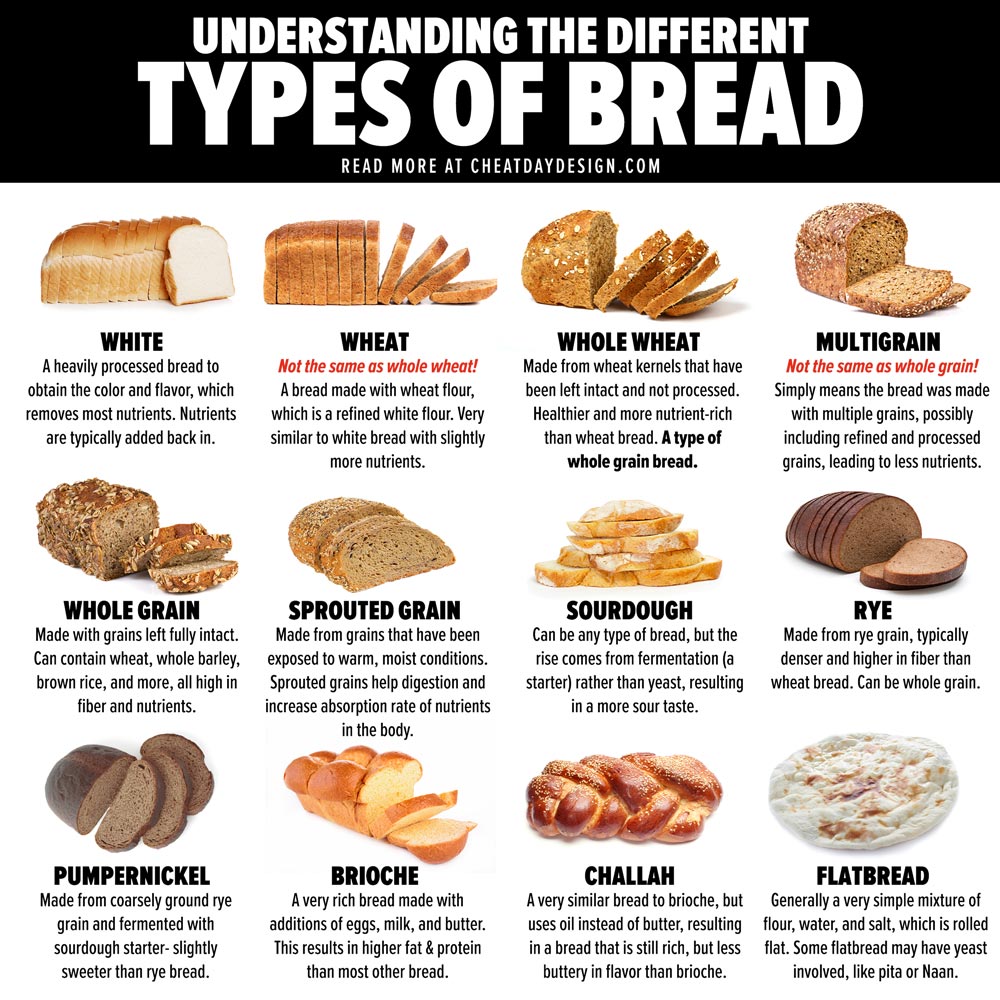 UNDERSTANDING THE DIFFERENT
TYPES OF BREAD
READ MORE AT CHEATDAYDESIGN.COM
WHITE
A heavily processed bread to
obtain the color and flavor, which
removes most nutrients. Nutrients
are typically added back in.
WHEAT
Not the same as whole wheat!
A bread made with wheat flour,
which is a refined white flour. Very
similar to white bread with slightly
more nutrients.
WHOLE WHEAT
Made from wheat kernels that have
been left intact and not processed.
Healthier and more nutrient-rich
than wheat bread. A type of
whole grain bread.
MULTIGRAIN
Not the same as whole grain!
Simply means the bread was made
with multiple grains, possibly
including refined and processed
grains, leading to less nutrients.
WHOLE GRAIN
Made with grains left fully intact.
Can contain wheat, whole barley,
brown rice, and more, all high in
fiber and nutrients.
SPROUTED GRAIN
Made from grains that have been
exposed to warm, moist conditions.
Sprouted grains help digestion and
increase absorption rate of nutrients
in the body.
SOURDOUGH
Can be any type of bread, but the
rise comes from fermentation (a
starter) rather than yeast, resulting
in a more sour taste.
RYE
Made from rye grain, typically
denser and higher in fiber than
wheat bread. Can be whole grain.
PUMPERNICKEL
Made from coarsely ground rye
grain and fermented with
sourdough starter- slightly
sweeter than rye bread.
BRIOCHE
A very rich bread made with
additions of eggs, milk, and butter.
This results in higher fat & protein
than most other bread.
CHALLAH
A very similar bread to brioche, but
uses oil instead of butter, resulting
in a bread that is still rich, but less
buttery in flavor than brioche.
FLATBREAD
Generally a very simple mixture of
flour, water, and salt, which is rolled
flat. Some flatbread may have yeast
involved, like pita or Naan.